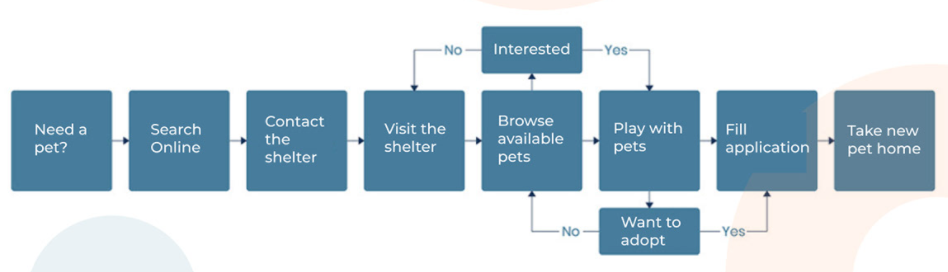 No
Interested
Yes
Need a
pet?
Search
Online
Contact
the
shelter
Visit the
shelter
Browse
available
pets
Play with
pets
Fill
application
Take new
pet home
No
Want to
adopt
Yes